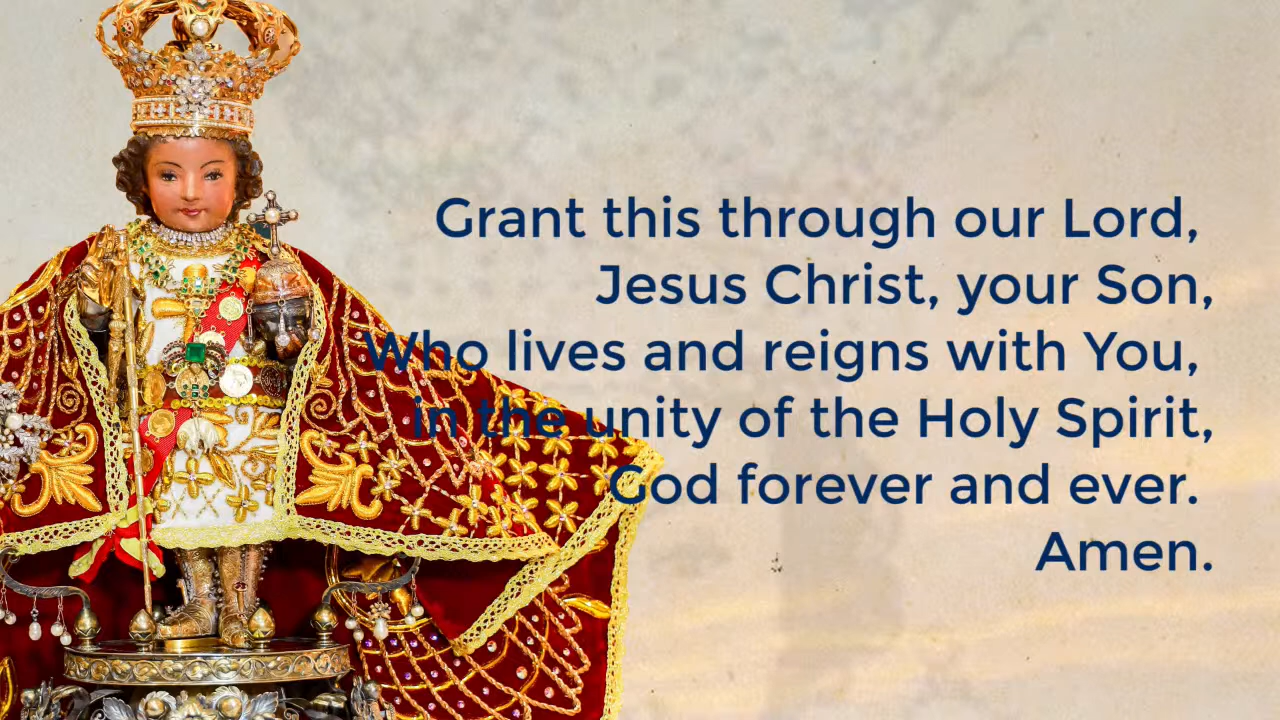 Grant this through our Lord,
Jesus Christ, your Son,
Who lives and reigns with You,
in the unity of the Holy Spirit,
God forever and ever.
Amen.